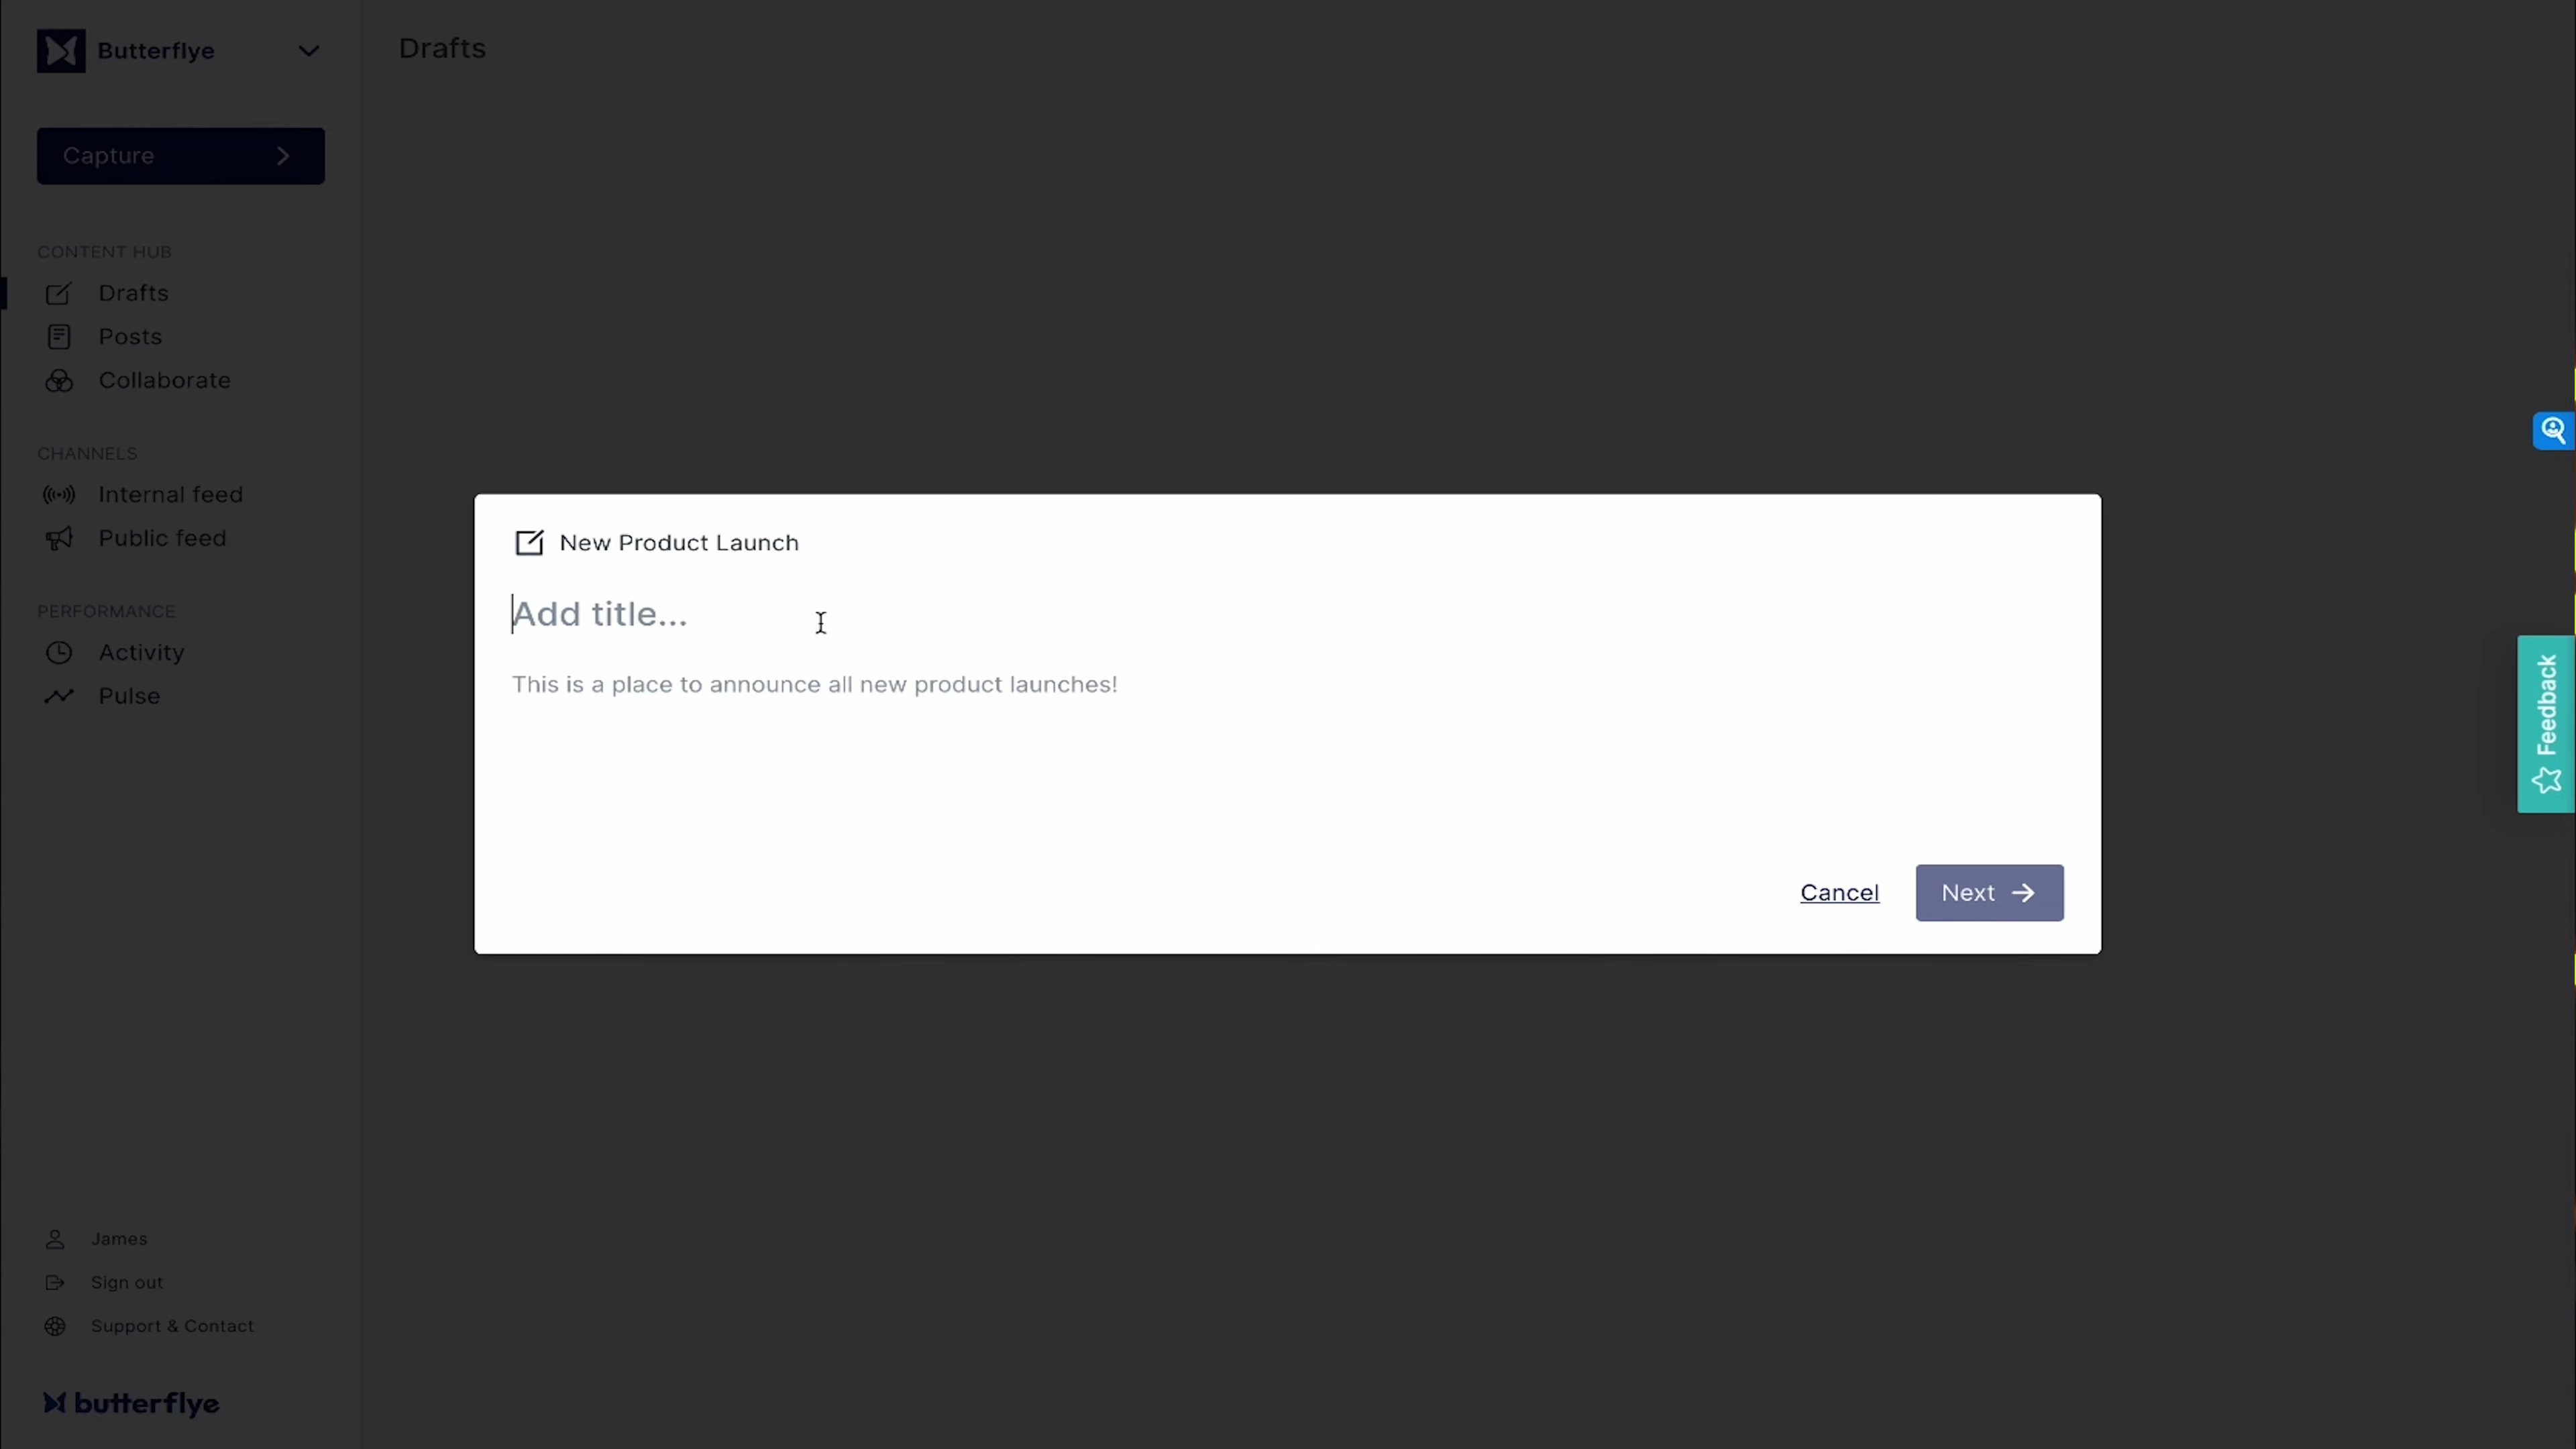 Butterflye
Capture
CONTENT HUB
Drafts
Posts
Collaborate
CHANNELS
Internal feed
Public feed
PERFORMANCE
Activity
Pulse
James
Sign out
Support & Contact
butterflye
Drafts
New Product Launch
Add title...
This is a place to announce all new product launches!
Cancel
Next
Feedback